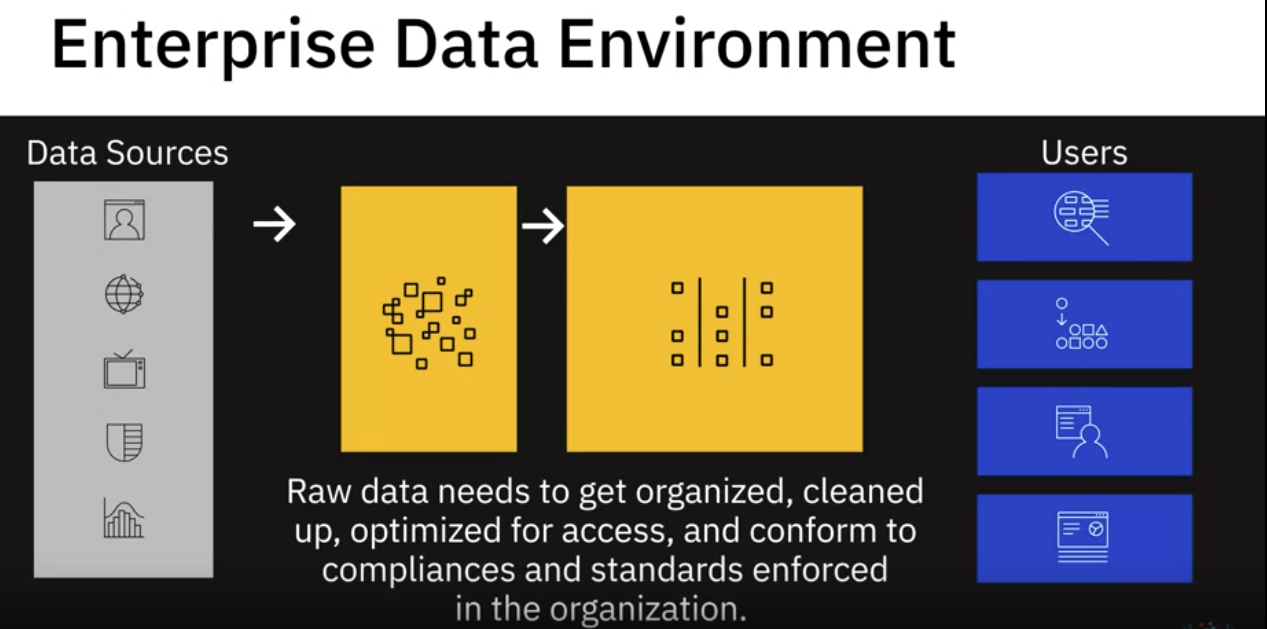 Enterprise Data Environment
Data Sources
Users
Raw data needs to get organized, cleaned
up, optimized for access, and conform to
compliances and standards enforced
in the organization.